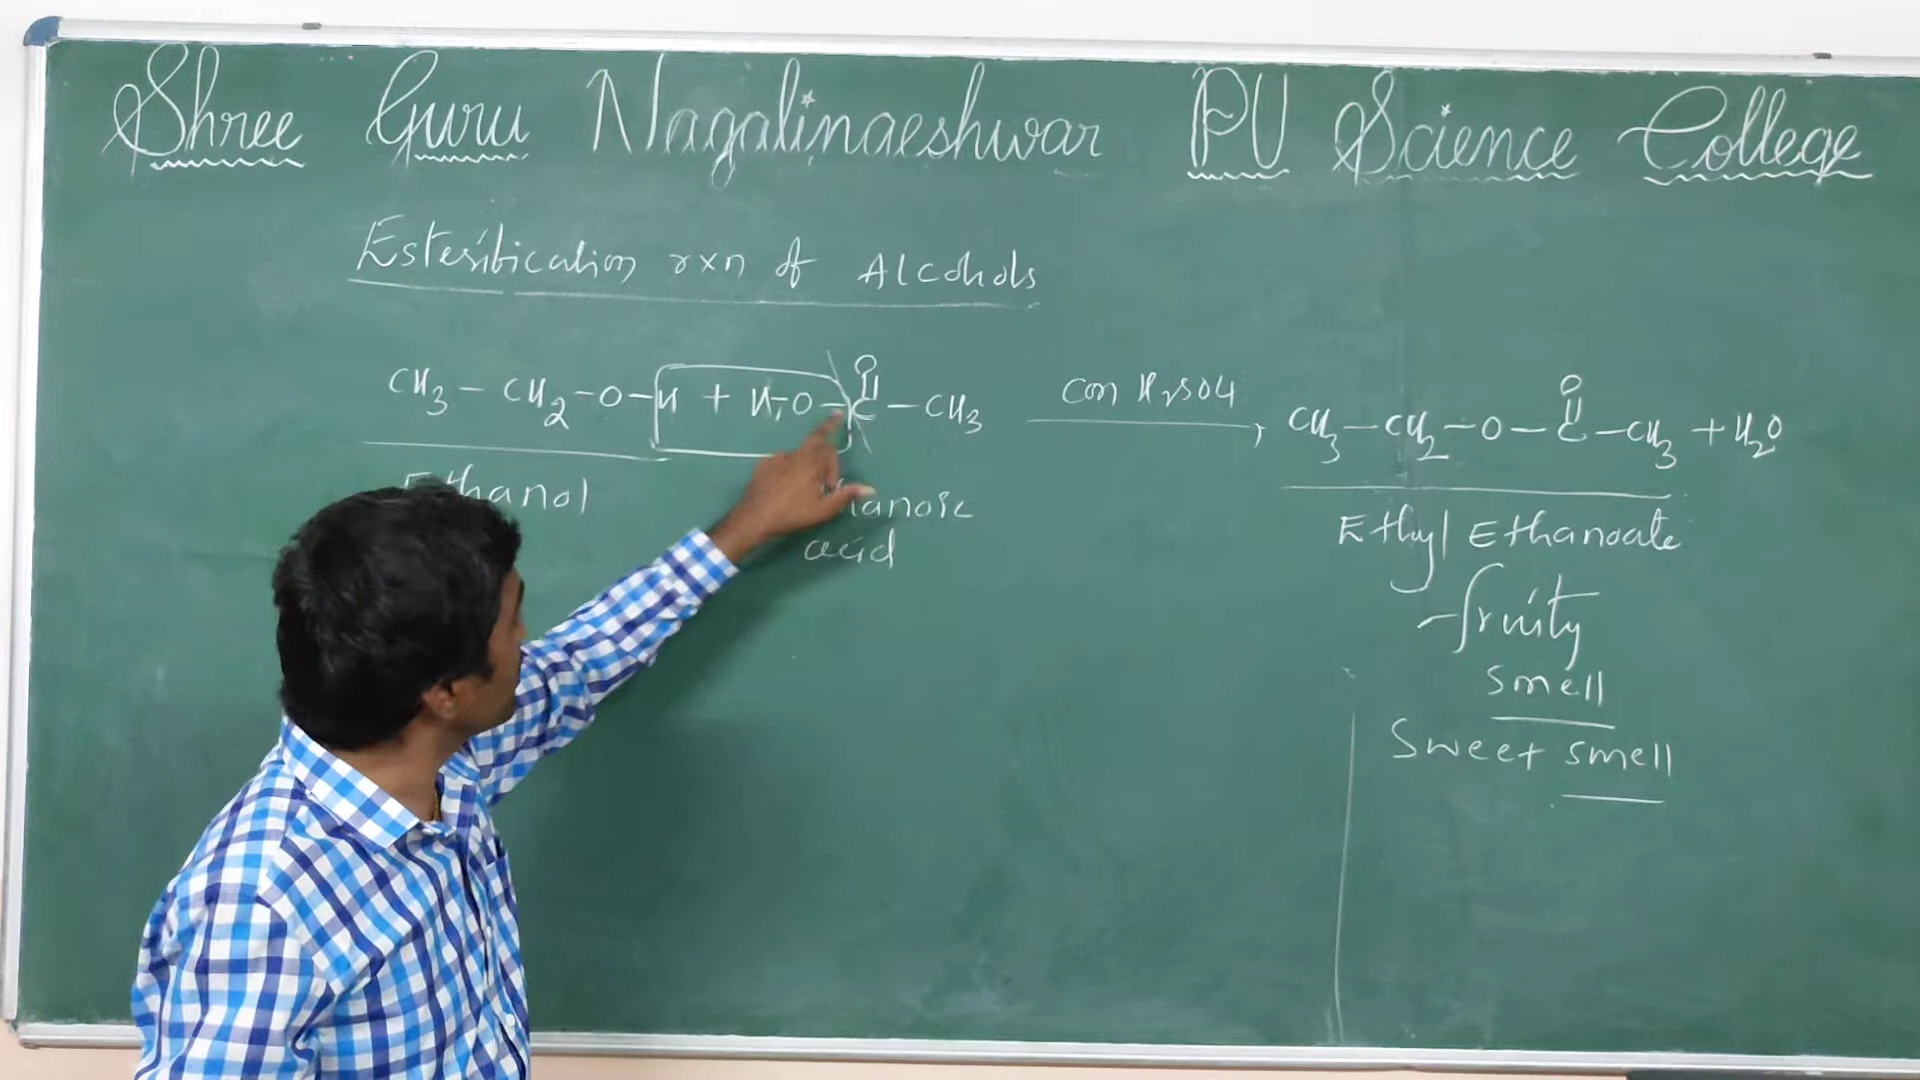 Shree Guru Nagalinaeshwar PU Science College
Esterification rxn of Alcohols
O O
CH3 - CH2 - O - H + H - O - C - CH3 Con H2SO4 CH3 - CH2 - O - C - CH3 + H2O
Ethanol anoic Ethyl Ethanoate
acid
fruity
smell
Sweet smell